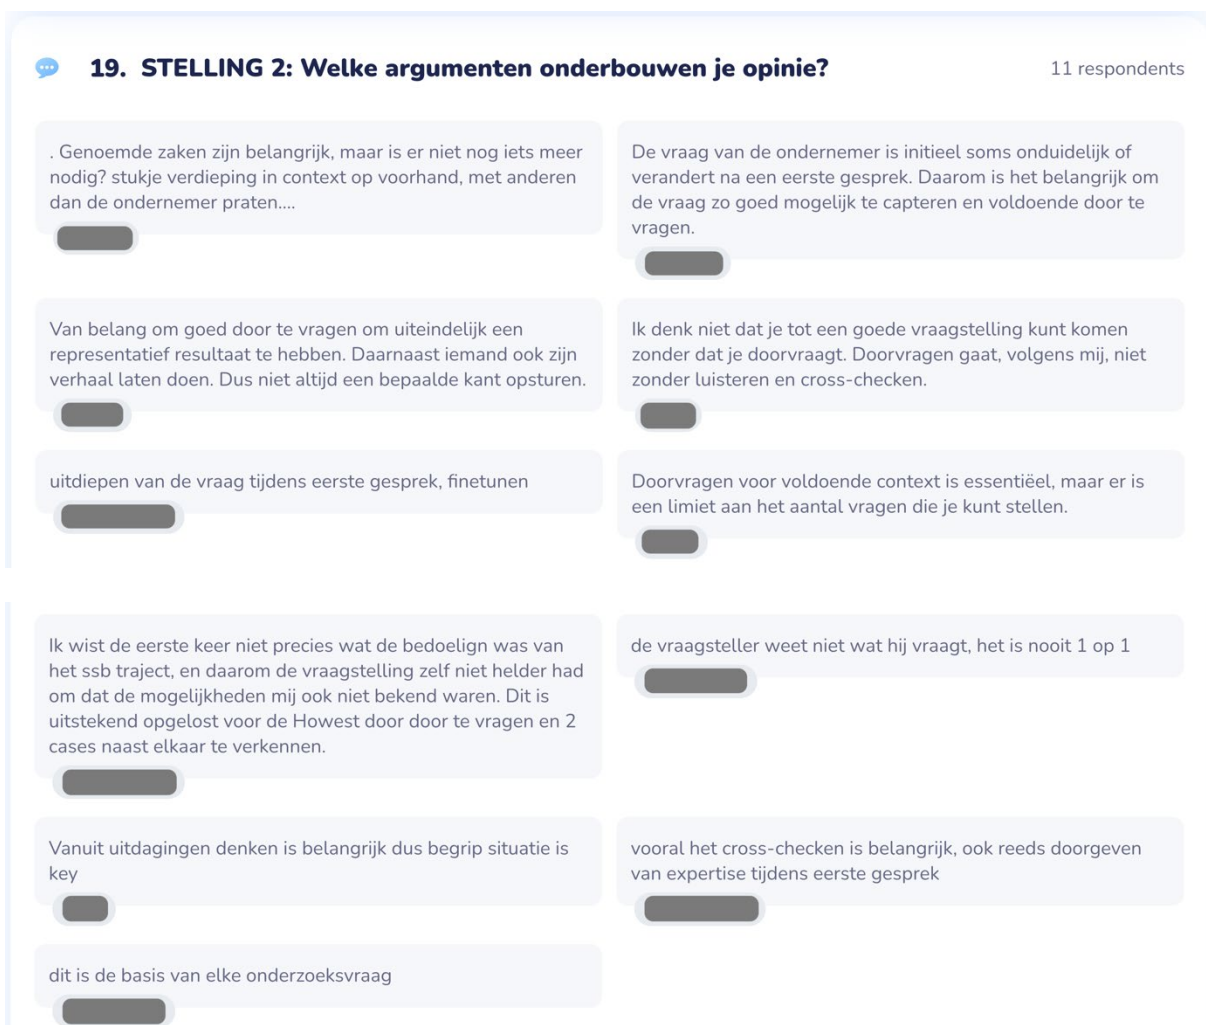 19. STELLING 2: Welke argumenten onderbouwen je opinie?
11 respondents
. Genoemde zaken zijn belangrijk, maar is er niet nog iets meer
nodig? stukje verdieping in context op voorhand, met anderen
dan de ondernemer praten....
De vraag van de ondernemer is initieel soms onduidelijk of
verandert na een eerste gesprek. Daarom is het belangrijk om
de vraag zo goed mogelijk te capteren en voldoende door te
vragen.
Van belang om goed door te vragen om uiteindelijk een
representatief resultaat te hebben. Daarnaast iemand ook zijn
verhaal laten doen. Dus niet altijd een bepaalde kant opsturen.
Ik denk niet dat je tot een goede vraagstelling kunt komen
zonder dat je doorvraagt. Doorvragen gaat, volgens mij, niet
zonder luisteren en cross-checken.
uitdiepen van de vraag tijdens eerste gesprek, finetunen
Doorvragen voor voldoende context is essentiëel, maar er is
een limiet aan het aantal vragen die je kunt stellen.
Ik wist de eerste keer niet precies wat de bedoelign was van
het ssb traject, en daarom de vraagstelling zelf niet helder had
om dat de mogelijkheden mij ook niet bekend waren. Dit is
uitstekend opgelost voor de Howest door door te vragen en 2
cases naast elkaar te verkennen.
de vraagsteller weet niet wat hij vraagt, het is nooit 1 op 1
Vanuit uitdagingen denken is belangrijk dus begrip situatie is
key
vooral het cross-checken is belangrijk, ook reeds doorgeven
van expertise tijdens eerste gesprek
dit is de basis van elke onderzoeksvraag